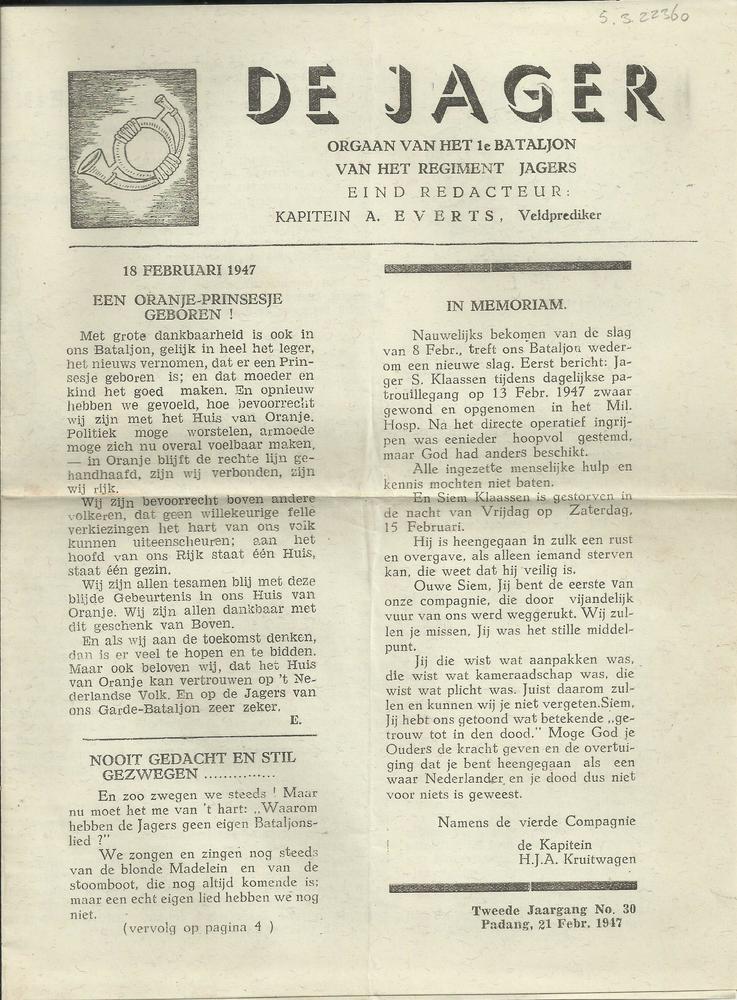 5.3.22360
DE JAGER
ORGAAN VAN HET 1e BATALJON
VAN HET REGIMENT JAGERS
EIND REDACTEUR:
KAPITEIN A. EVERTS, Veldprediker
18 FEBRUARI 1947
EEN ORANJE-PRINSESJE
GEBOREN !
Met grote dankbaarheid is ook in
ons Bataljon, gelijk in heel het leger,
het nieuws vernomen, dat er een Prin-
sesje geboren is; en dat moeder en
kind het goed maken. En opnieuw
hebben we gevoeld, hoe bevoorrecht
wij zijn met het Huis van Oranje.
Politiek moge worstelen, armoede
moge zich nu overal voelbaar maken,
— in Oranje blijft de rechte lijn ge-
handhaafd, zijn wij verbonden, zijn
wij rijk.
Wij zijn bevoorrecht boven andere
volkeren, dat geen willekeurige felle
verkiezingen het hart van ons volk
kunnen uiteenscheuren; aan het
hoofd van ons Rijk staat één Huis,
staat één gezin.
Wij zijn allen tesamen blij met deze
blijde Gebeurtenis in ons Huis van
Oranje. Wij zijn allen dankbaar met
dit geschenk van Boven.
En als wij aan de toekomst denken,
dan is er veel te hopen en te bidden.
Maar ook beloven wij, dat het Huis
van Oranje kan vertrouwen op 't Ne-
derlandse Volk. En op de Jagers van
ons Garde-Bataljon zeer zeker.
E.
NOOIT GEDACHT EN STIL
GEZWEGEN ..............
En zoo zwegen we steeds ! Maar
nu moet het me van 't hart: „Waarom
hebben de Jagers geen eigen Bataljons-
lied ?"
We zongen en zingen nog steeds
van de blonde Madelein en van de
stoomboot, die nog altijd komende is;
maar een echt eigen lied hebben we nog
niet.
(vervolg op pagina 4 )
IN MEMORIAM.
Nauwelijks bekomen van de slag
van 8 Febr., treft ons Bataljon weder-
om een nieuwe slag. Eerst bericht: Ja-
ger S. Klaassen tijdens dagelijkse pa-
trouillegang op 13 Febr. 1947 zwaar
gewond en opgenomen in het Mil.
Hosp. Na het directe operatief ingrij-
pen was eenieder hoopvol gestemd,
maar God had anders beschikt.
Alle ingezette menselijke hulp en
kennis mochten niet baten.
En Siem Klaassen is gestorven in
de nacht van Vrijdag op Zaterdag,
15 Februari.
Hij is heengegaan in zulk een rust
en overgave, als alleen iemand sterven
kan, die weet dat hij veilig is.
Ouwe Siem, Jij bent de eerste van
onze compagnie, die door vijandelijk
vuur van ons werd weggerukt. Wij zul-
len je missen, Jij was het stille middel-
punt.
Jij die wist wat aanpakken was,
die wist wat kameraadschap was, die
wist wat plicht was. Juist daarom zul-
len en kunnen wij je niet vergeten.Siem,
Jij hebt ons getoond wat betekende „ge-
trouw tot in den dood." Moge God je
Ouders de kracht geven en de overtui-
ging dat je bent heengegaan als een
waar Nederlander en je dood dus niet
voor niets is geweest.
Namens de vierde Compagnie
de Kapitein
H.J.A. Kruitwagen
Tweede Jaargang No. 30
Padang, 21 Febr. 1947